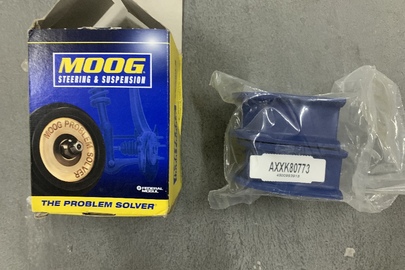 MOOG
STEERING & SUSPENSION
MOOG PROBLEM SOLVER
FEDERAL
MOGUL
THE PROBLEM SOLVER
AXXK80773